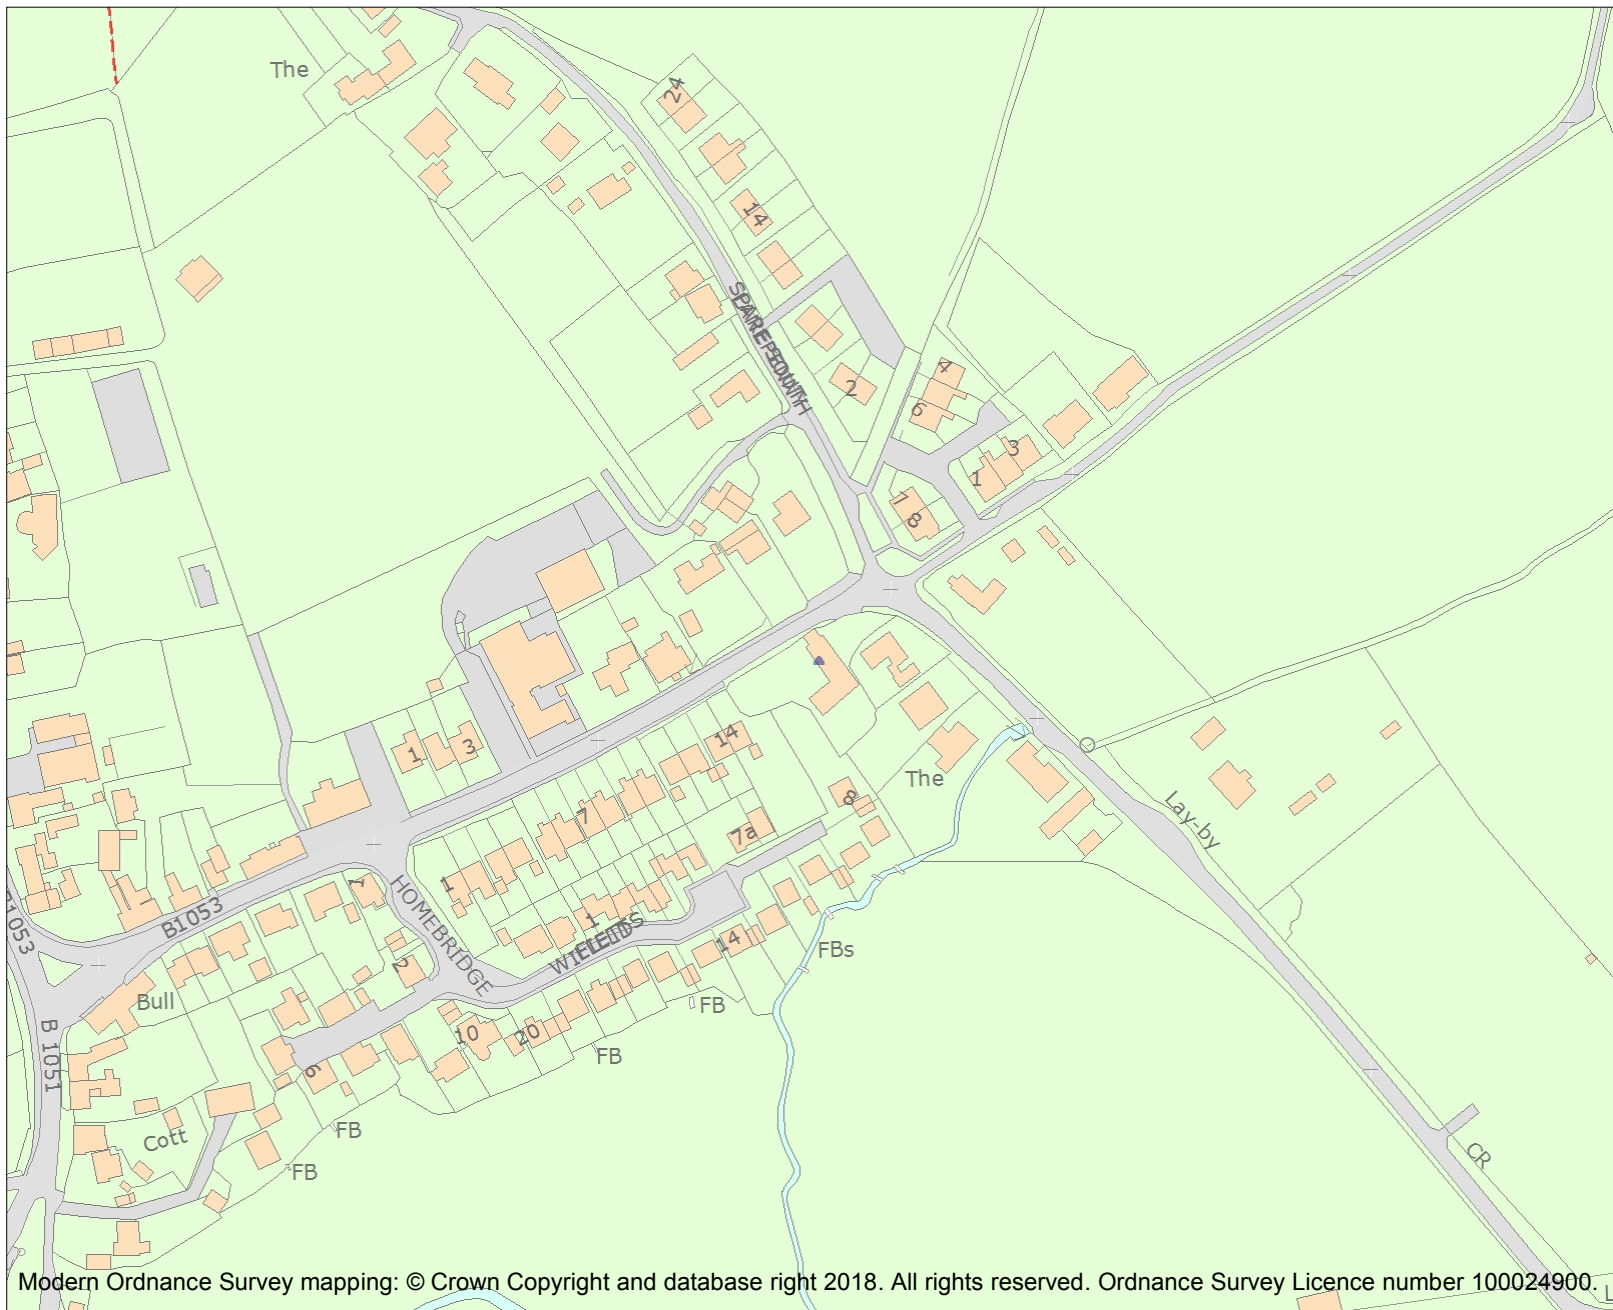 The
24
14
2
4
6
3
1
7
8
HOMEBRIDGE
B1053
B1053
B 1051
Bull
Cott
1
3
14
7
1
7a
8
The
Lay-by
1
2
1
14
FBs
FB
FB
FB
FB
10
20
6
CR
Modern Ordnance Survey mapping: © Crown Copyright and database right 2018. All rights reserved. Ordnance Survey Licence number 100024900.